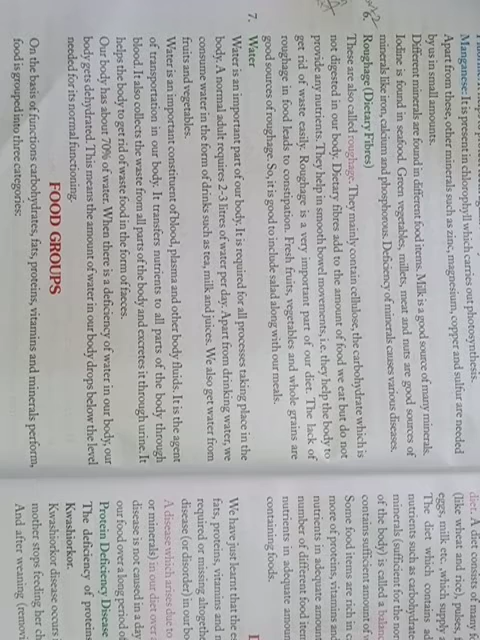 Manganese: It is present in chlorophyll which carries out photosynthesis.
Apart from these, other minerals such as zinc, magnesium, copper and sulfur are needed
by us in small amounts.
Different minerals are found in different food items. Milk is a good source of many minerals.
Iodine is found in seafood. Green vegetables, millets, meat and nuts are good sources of
minerals like iron, calcium and phosphorous. Deficiency of minerals causes various diseases.
6. Roughage (Dietary Fibres)
These are also called roughage. They mainly contain cellulose, the carbohydrate which is
not digested in our body. Dietary fibres add to the amount of food we eat but do not
provide any nutrients. They help in smooth bowel movements, i.e. they help the body to
get rid of waste easily. Roughage is a very important part of our diet. The lack of
roughage in food leads to constipation. Fresh fruits, vegetables and whole grains are
good sources of roughage. So, it is good to include salad along with our meals.
7. Water
Water is an important part of our body. It is required for all processes taking place in the
body. A normal adult requires 2-3 litres of water per day. Apart from drinking water, we
consume water in the form of drinks such as tea, milk and juices. We also get water from
fruits and vegetables.
Water is an important constituent of blood, plasma and other body fluids. It is the agent
of transportation in our body. It transfers nutrients to all parts of the body through
blood. It also collects the waste from all parts of the body and excretes it through urine. It
helps the body to get rid of waste food in the form of faeces.
Our body has about 70% of water. When there is a deficiency of water in our body, our
body gets dehydrated. This means the amount of water in our body drops below the level
needed for its normal functioning.
FOOD GROUPS
On the basis of functions carbohydrates, fats, proteins, vitamins and minerals perform,
food is grouped into three categories:
diet. A diet consists of many
(like wheat and rice), pulses,
eggs, milk etc. which supply
The diet which contains
nutrients such as carbohydrate
minerals (sufficient for the
of the body) is called a
contains sufficient amount of
Some food items are rich in
more of proteins, vitamins and
nutrients in adequate
number of different food
nutrients in adequate
containing foods.
We have just learnt that the
fats, proteins, vitamins and
required or missing
disease (or disorder) in our
A disease which arises due to
or minerals) in our diet over
disease is not caused in a day
our food over a long period of
Protein Deficiency Disease
The deficiency of proteins
Kwashiorkor.
Kwashiorkor disease occurs
mother stops feeding her
And after weaning